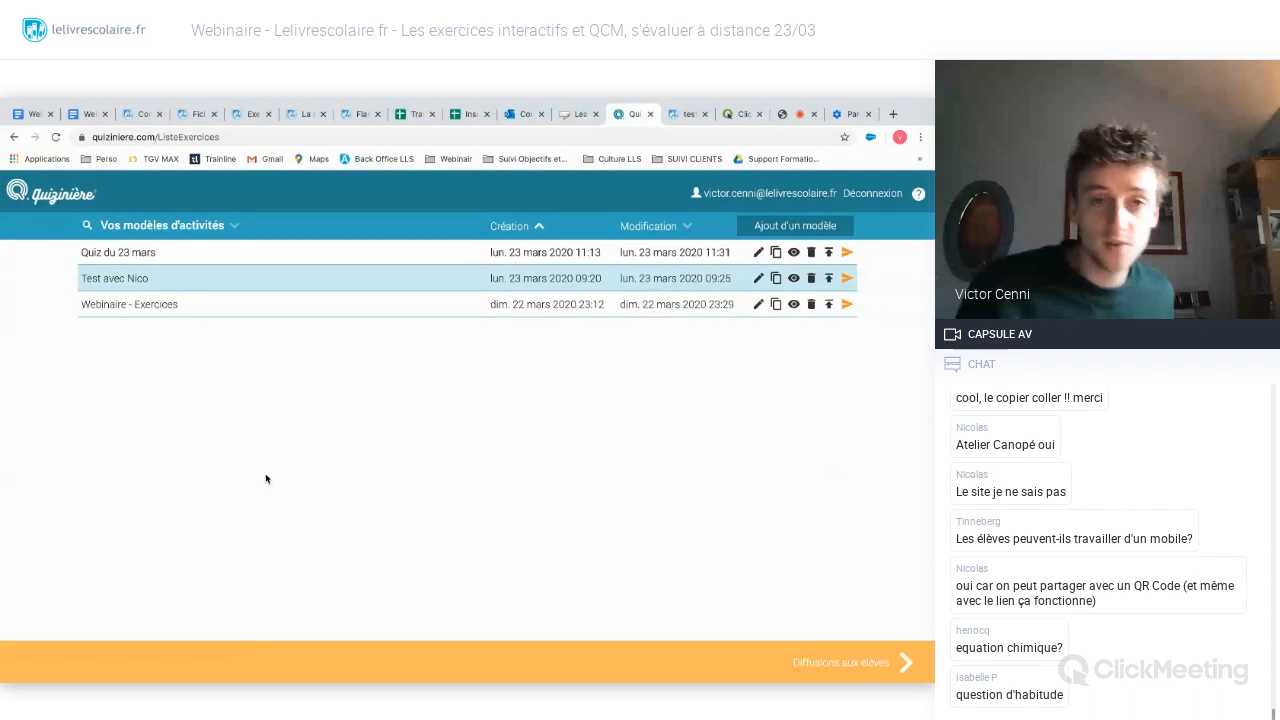 lelivrescolaire.fr
Webinaire - Lelivrescolaire.fr - Les exercices interactifs et QCM, s'évaluer à distance 23/03
quiziniere.com/ListeExercices
V
Applications Perso TGV MAX Trainline Gmail Maps Back Office LLS Webinair Suivi Objectifs et... Culture LLS SUIVI CLIENTS Support Formatio... »
Quizinière
victor.cenni@lelivrescolaire.fr Déconnexion ?
Vos modèles d'activités Création Modification Ajout d'un modèle
Quiz du 23 mars lun. 23 mars 2020 11:13 lun. 23 mars 2020 11:31
Test avec Nico lun. 23 mars 2020 09:20 lun. 23 mars 2020 09:25
Webinaire - Exercices dim. 22 mars 2020 23:12 dim. 22 mars 2020 23:29
Diffusions aux élèves
Victor Cenni
CAPSULE AV
CHAT
cool, le copier coller !! merci
Nicolas
Atelier Canopé oui
Nicolas
Le site je ne sais pas
Tinneberg
Les élèves peuvent-ils travailler d'un mobile?
Nicolas
oui car on peut partager avec un QR Code (et même
avec le lien ça fonctionne)
henocq
equation chimique?
Isabelle P
question d'habitude
ClickMeeting